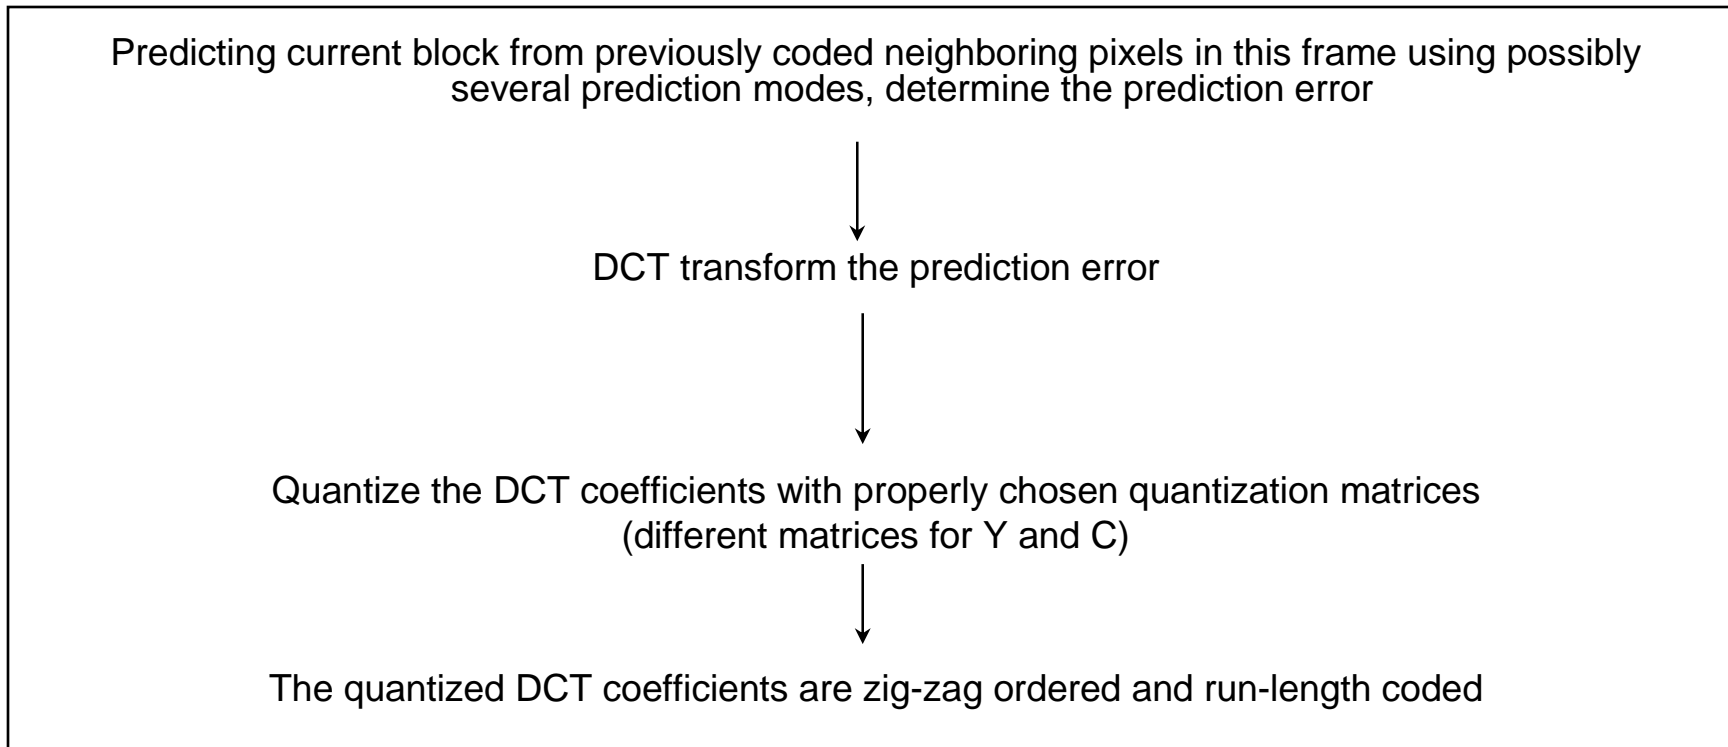 Predicting current block from previously coded neighboring pixels in this frame using possibly
several prediction modes, determine the prediction error
DCT transform the prediction error
Quantize the DCT coefficients with properly chosen quantization matrices
(different matrices for Y and C)
The quantized DCT coefficients are zig-zag ordered and run-length coded